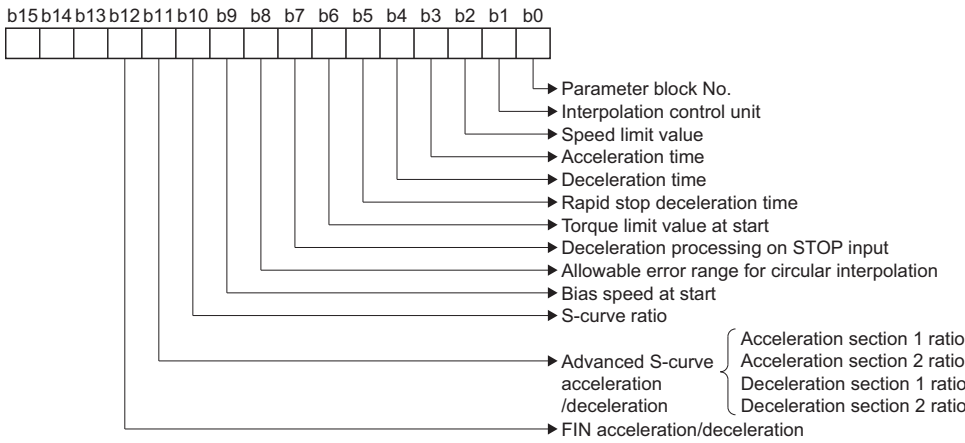 b15 b14 b13 b12 b11 b10 b9 b8 b7 b6 b5 b4 b3 b2 b1 b0
Parameter block No.
Interpolation control unit
Speed limit value
Acceleration time
Deceleration time
Rapid stop deceleration time
Torque limit value at start
Deceleration processing on STOP input
Allowable error range for circular interpolation
Bias speed at start
S-curve ratio
Advanced S-curve
acceleration
/deceleration
Acceleration section 1 ratio
Acceleration section 2 ratio
Deceleration section 1 ratio
Deceleration section 2 ratio
FIN acceleration/deceleration